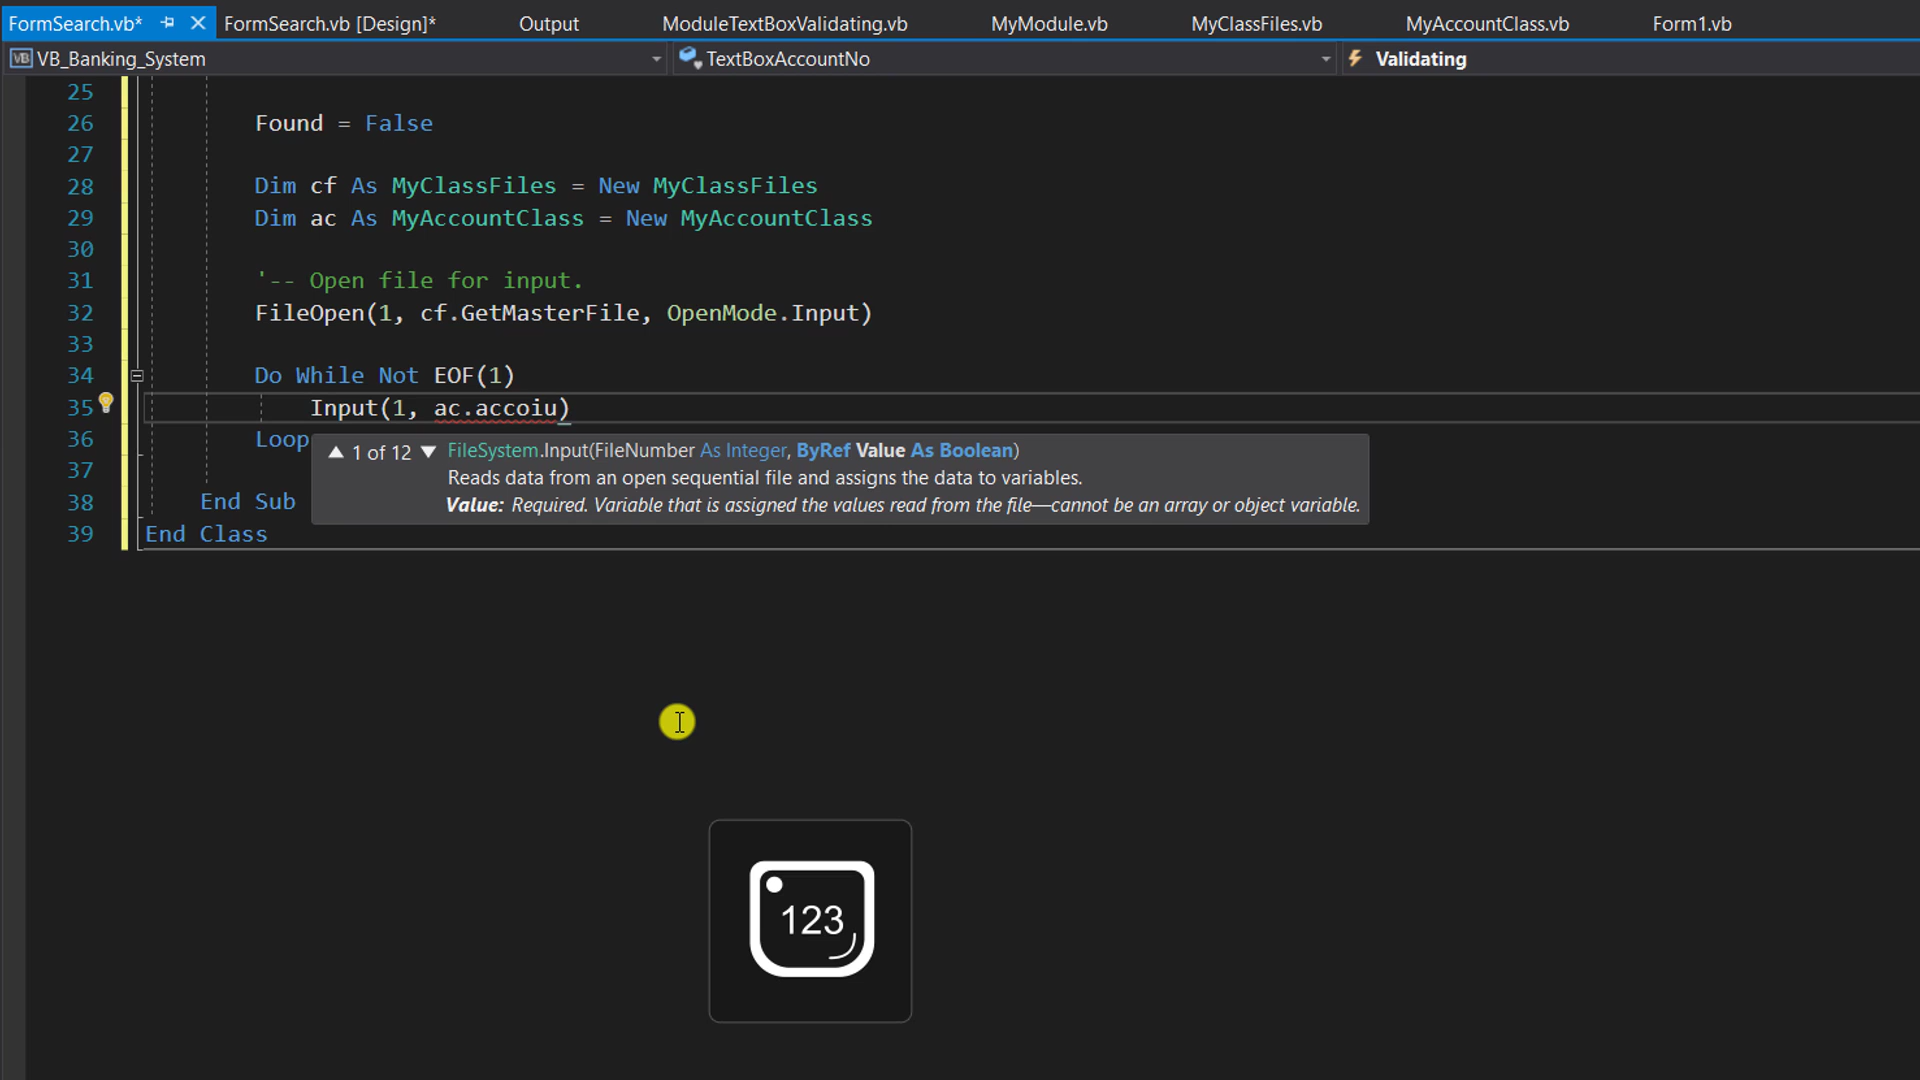 FormSearch.vb* FormSearch.vb [Design]* Output ModuleTextBoxValidating.vb MyModule.vb MyClassFiles.vb MyAccountClass.vb Form1.vb
VB VB_Banking_System TextBoxAccountNo Validating
25
26 Found = False
27
28 Dim cf As MyClassFiles = New MyClassFiles
29 Dim ac As MyAccountClass = New MyAccountClass
30
31 '-- Open file for input.
32 FileOpen(1, cf.GetMasterFile, OpenMode.Input)
33
34 Do While Not EOF(1)
35 Input(1, ac.accoiu)
36 Loop
▲ 1 of 12 ▼ FileSystem.Input(FileNumber As Integer, ByRef Value As Boolean)
Reads data from an open sequential file and assigns the data to variables.
Value: Required. Variable that is assigned the values read from the file—cannot be an array or object variable.
37
38 End Sub
39 End Class
123